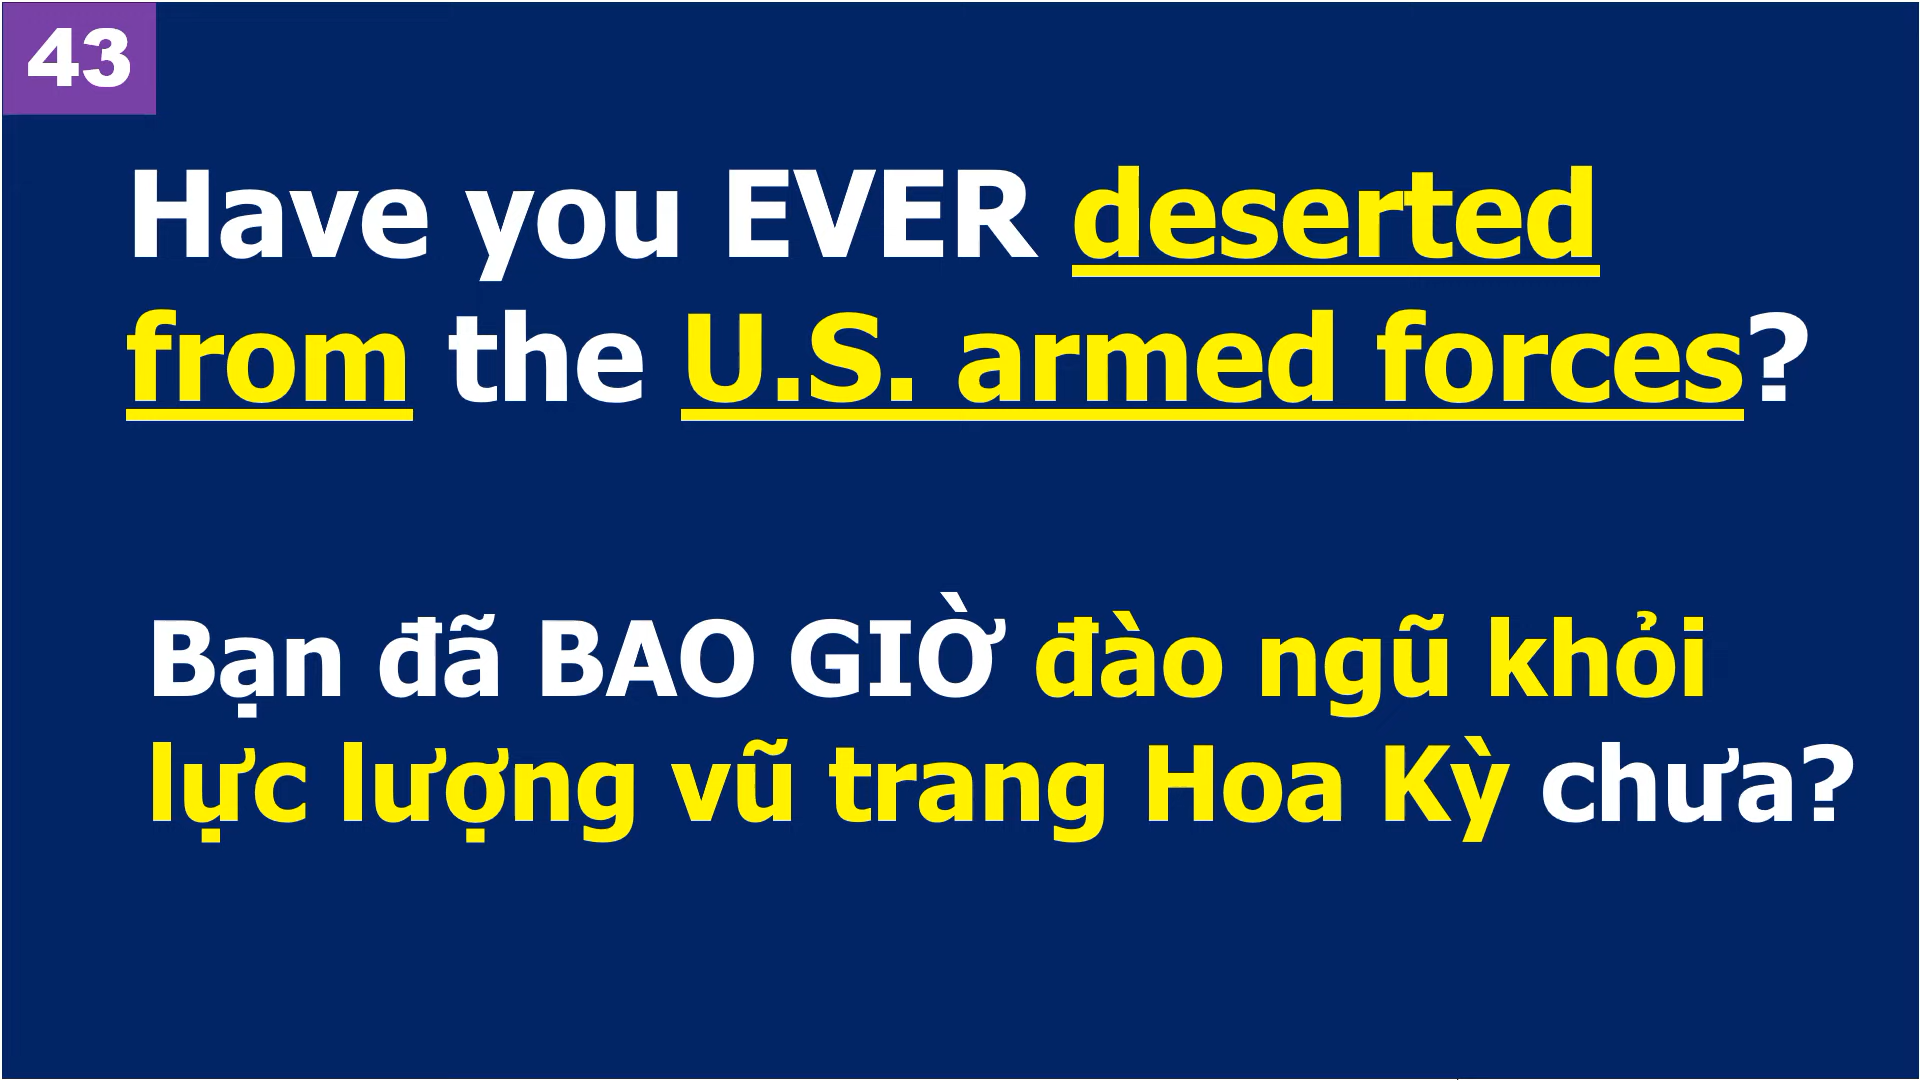 43
Have you EVER deserted
from the U.S. armed forces?
Bạn đã BAO GIỜ đào ngũ khỏi
lực lượng vũ trang Hoa Kỳ chưa?